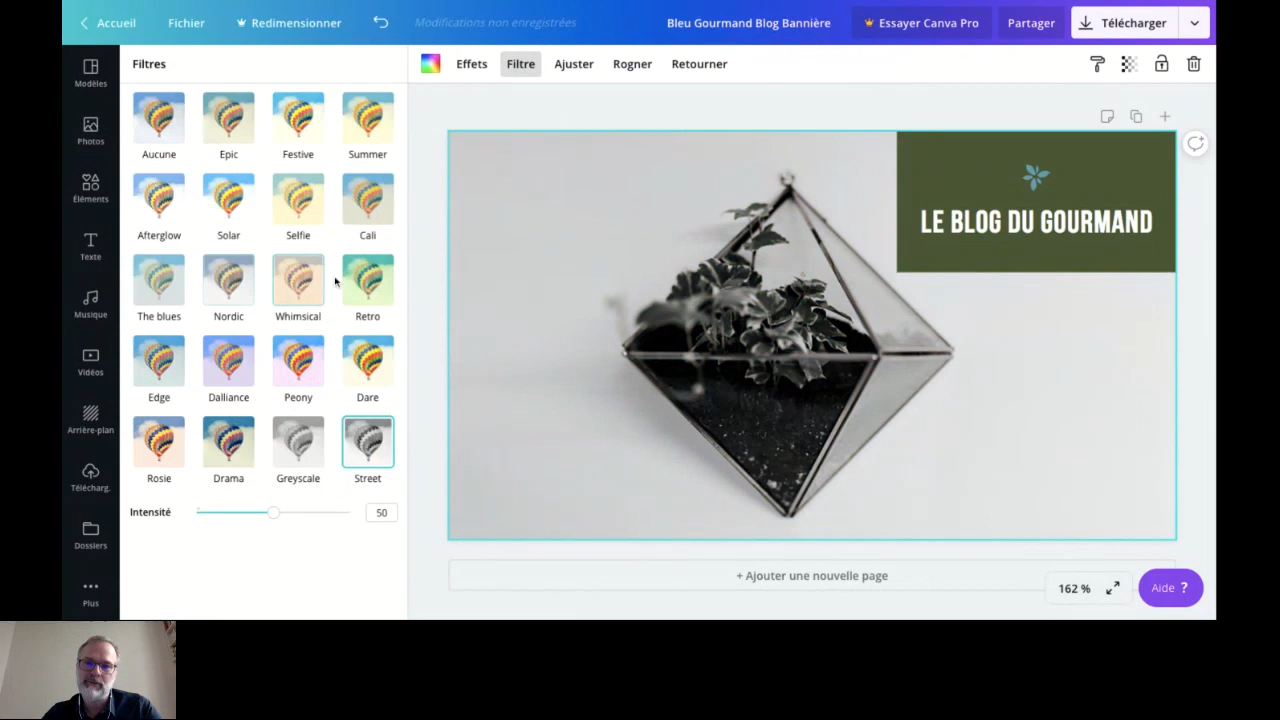 Accueil
Fichier
Redimensionner
Modifications non enregistrées
Bleu Gourmand Blog Bannière
Essayer Canva Pro
Partager
Télécharger
Modèles
Photos
Éléments
Texte
Musique
Vidéos
Arrière-plan
Télécharg.
Dossiers
Plus
Filtres
Aucune
Epic
Festive
Summer
Afterglow
Solar
Selfie
Cali
The blues
Nordic
Whimsical
Retro
Edge
Dalliance
Peony
Dare
Rosie
Drama
Greyscale
Street
Intensité
50
Effets
Filtre
Ajuster
Rogner
Retourner
LE BLOG DU GOURMAND
+ Ajouter une nouvelle page
162 %
Aide ?